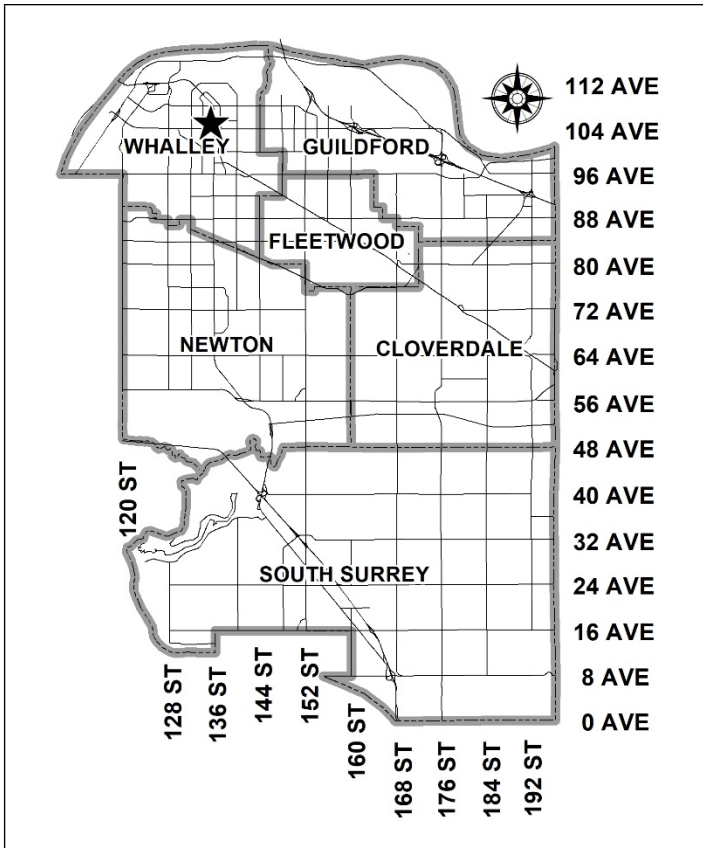 112 AVE
104 AVE
WHALLEY
GUILDFORD
96 AVE
88 AVE
FLEETWOOD
80 AVE
72 AVE
NEWTON
CLOVERDALE
64 AVE
56 AVE
48 AVE
120 ST
40 AVE
32 AVE
SOUTH SURREY
24 AVE
16 AVE
8 AVE
0 AVE
128 ST
136 ST
144 ST
152 ST
160 ST
168 ST
176 ST
184 ST
192 ST